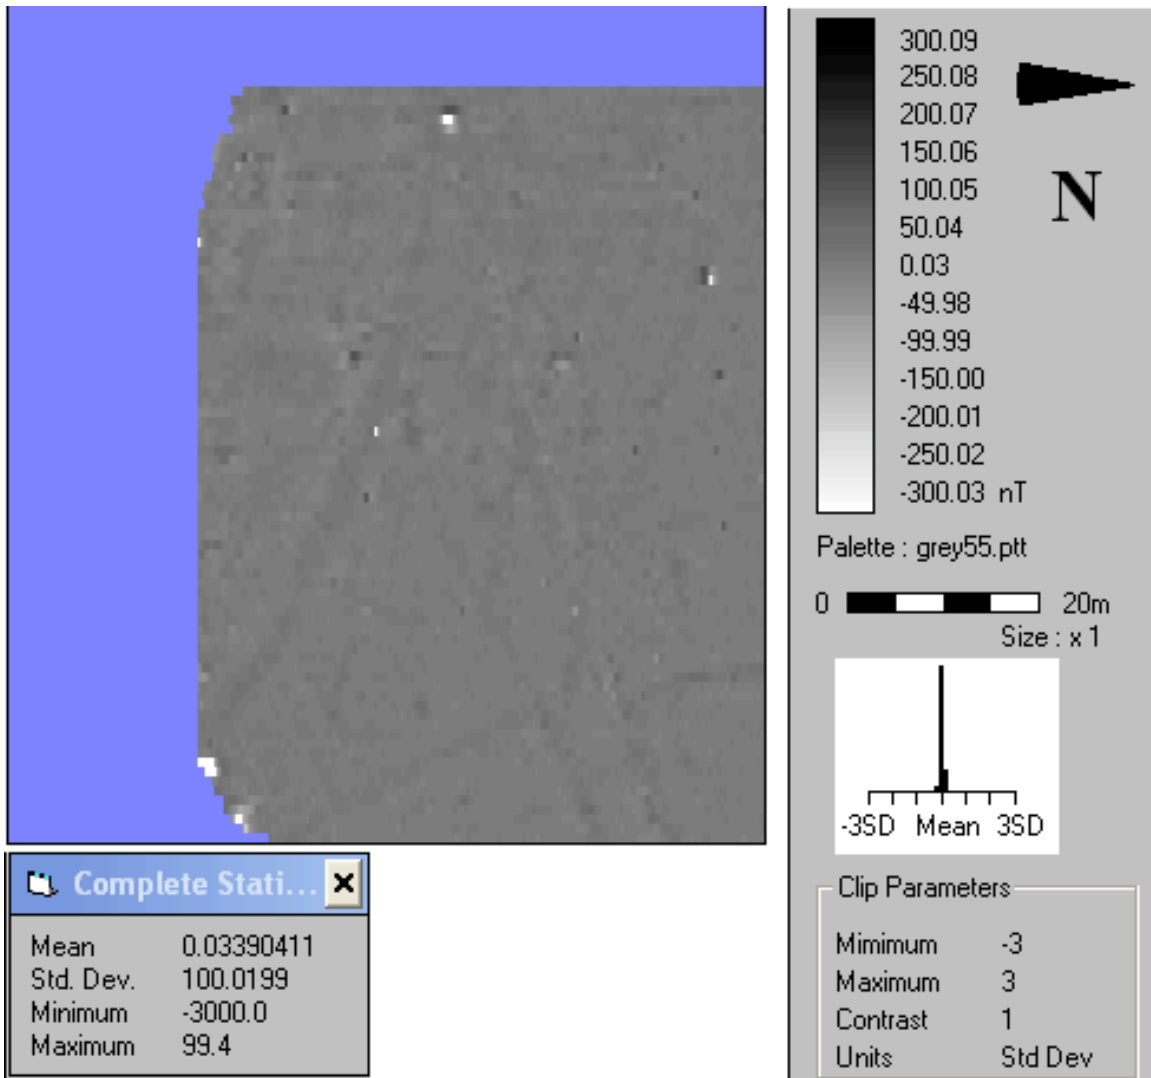 300.09
250.08
200.07
150.06
100.05
50.04
0.03
-49.98
-99.99
-150.00
-200.01
-250.02
-300.03 nT
N
Palette : grey55.ptt
0 20m
Size : x 1
-3SD Mean 3SD
Clip Parameters
Mimimum -3
Maximum 3
Contrast 1
Units Std Dev
Complete Stati...
Mean 0.03390411
Std. Dev. 100.0199
Minimum -3000.0
Maximum 99.4